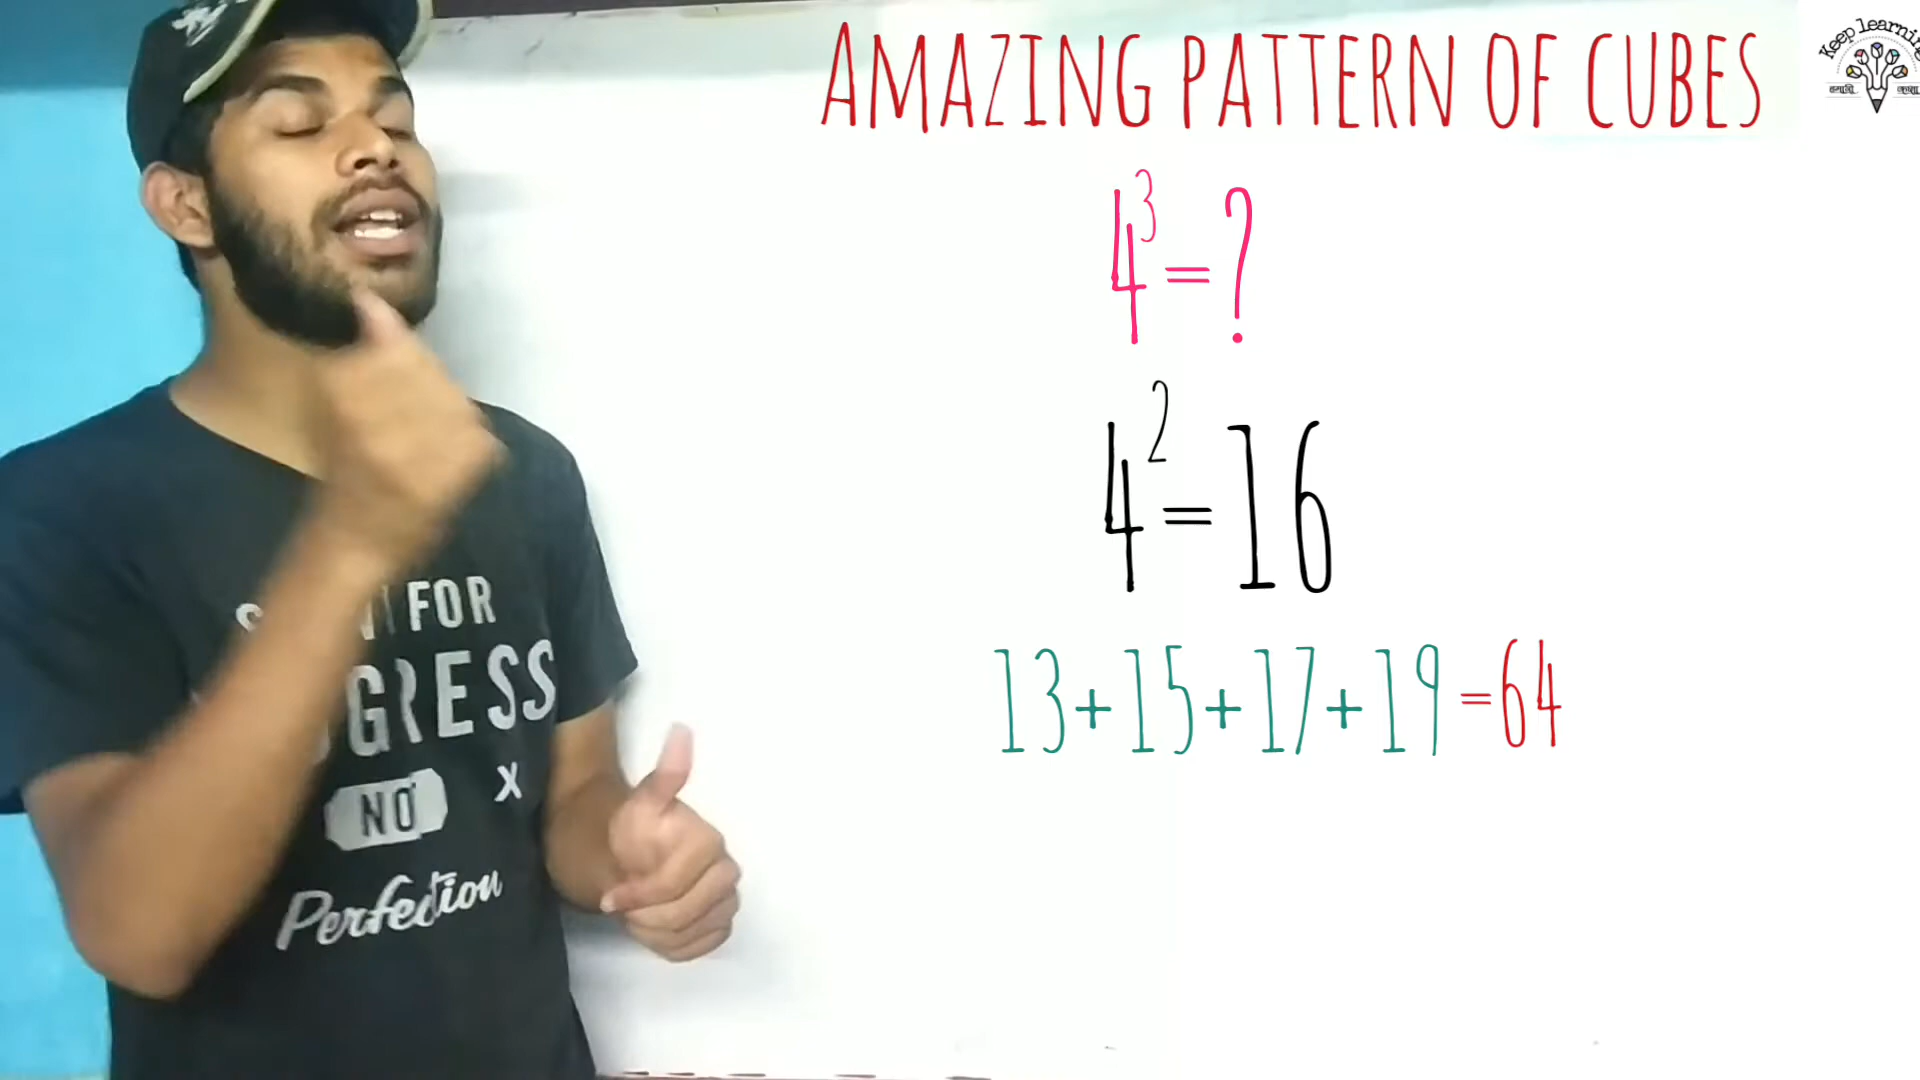 AMAZING PATTERN OF CUBES
Keep learning
4³=?
4²=16
13+15+17+19=64
FOR
GRESS
NO x
Perfection